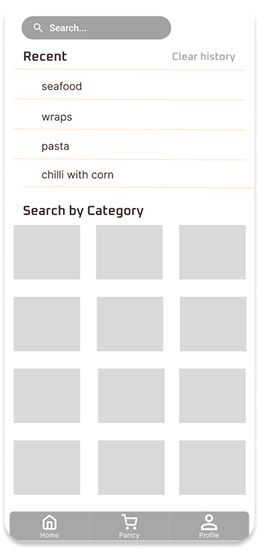 Search...
Recent Clear history
seafood
wraps
pasta
chilli with corn
Search by Category
Home Pantry Profile